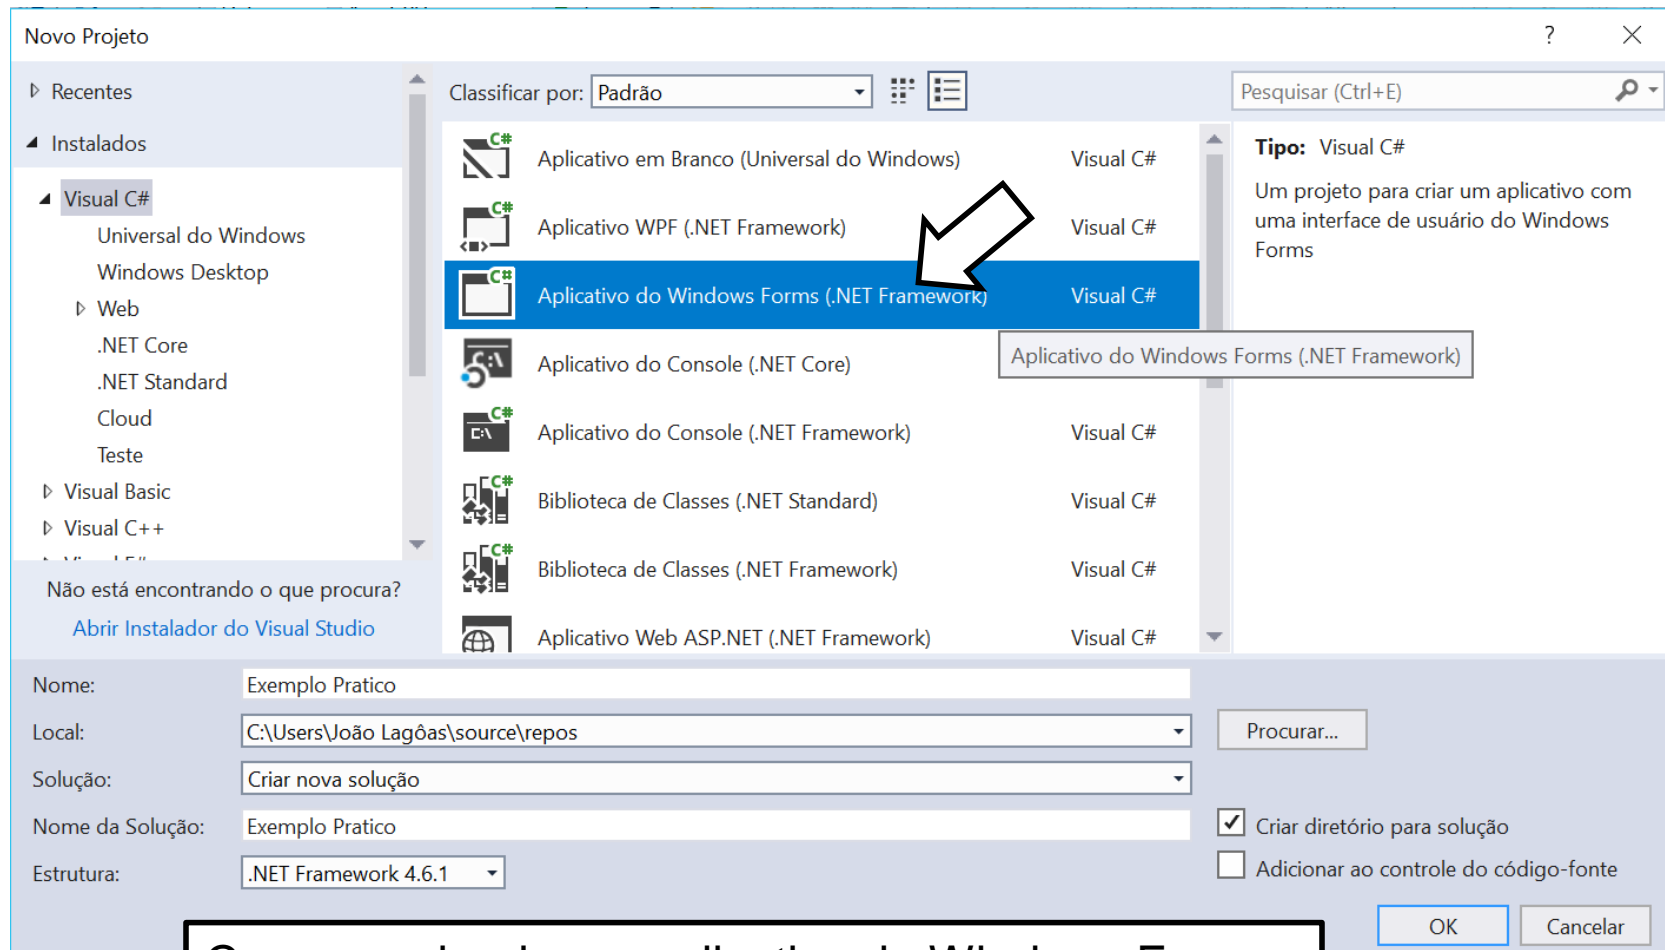 Novo Projeto
?
Recentes
Instalados
Visual C#
Universal do Windows
Windows Desktop
Web
.NET Core
.NET Standard
Cloud
Teste
Visual Basic
Visual C++
Não está encontrando o que procura?
Abrir Instalador do Visual Studio
Classificar por: Padrão
Aplicativo em Branco (Universal do Windows) Visual C#
Aplicativo WPF (.NET Framework) Visual C#
Aplicativo do Windows Forms (.NET Framework) Visual C#
Aplicativo do Windows Forms (.NET Framework)
Aplicativo do Console (.NET Core)
Aplicativo do Console (.NET Framework) Visual C#
Biblioteca de Classes (.NET Standard) Visual C#
Biblioteca de Classes (.NET Framework) Visual C#
Aplicativo Web ASP.NET (.NET Framework) Visual C#
Pesquisar (Ctrl+E)
Tipo: Visual C#
Um projeto para criar um aplicativo com
uma interface de usuário do Windows
Forms
Nome: Exemplo Pratico
Local: C:\Users\João Lagôas\source\repos
Procurar...
Solução: Criar nova solução
Nome da Solução: Exemplo Pratico
Criar diretório para solução
Estrutura: .NET Framework 4.6.1
Adicionar ao controle do código-fonte
OK Cancelar